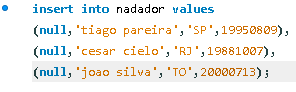 insert into nadador values
(null,'tiago pareira','SP',19950809),
(null,'cesar cielo','RJ',19881007),
(null,'joao silva','TO',20000713);